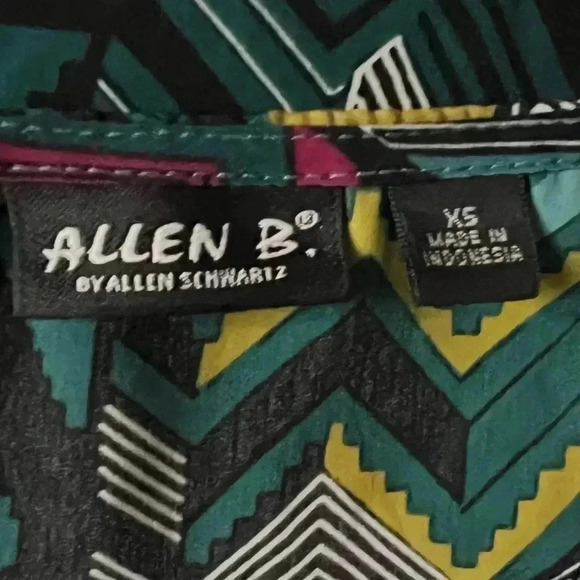 ALLEN B.®
BY ALLEN SCHWARTZ
XS
MADE IN
INDONESIA